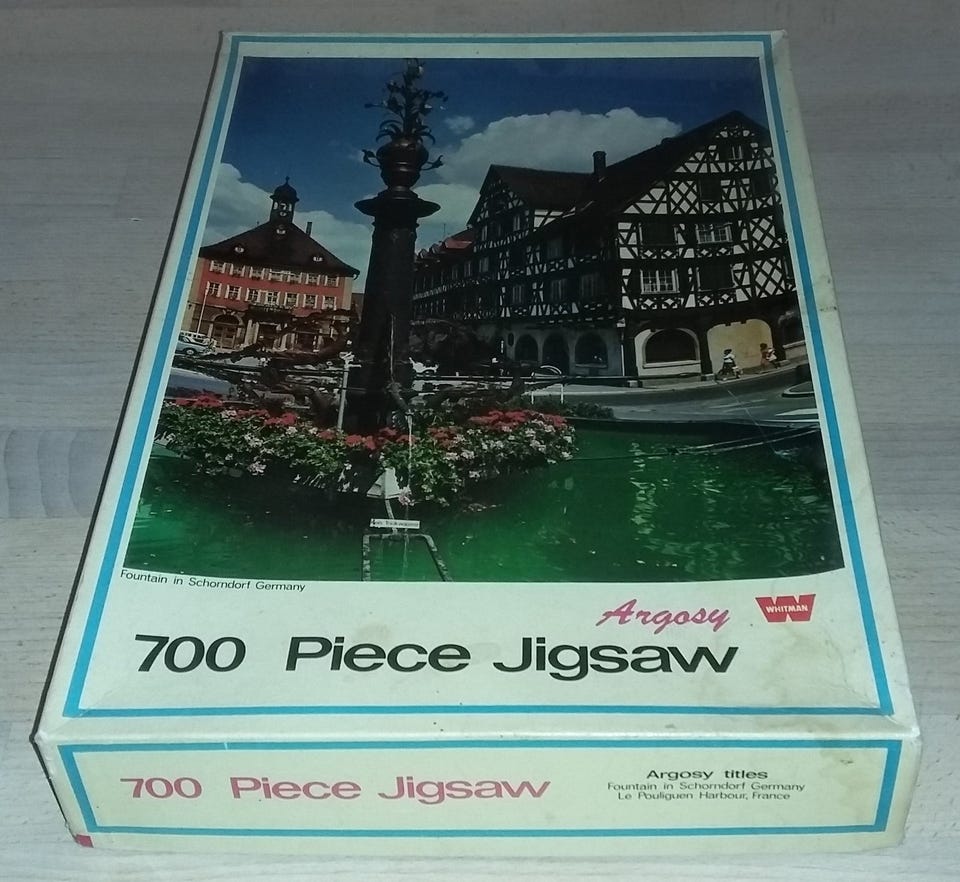 Fountain in Schorndorf Germany
Argosy
WHITMAN
700 Piece Jigsaw
700 Piece Jigsaw
Argosy titles
Fountain in Schorndorf Germany
Le Pouliguen Harbour, France